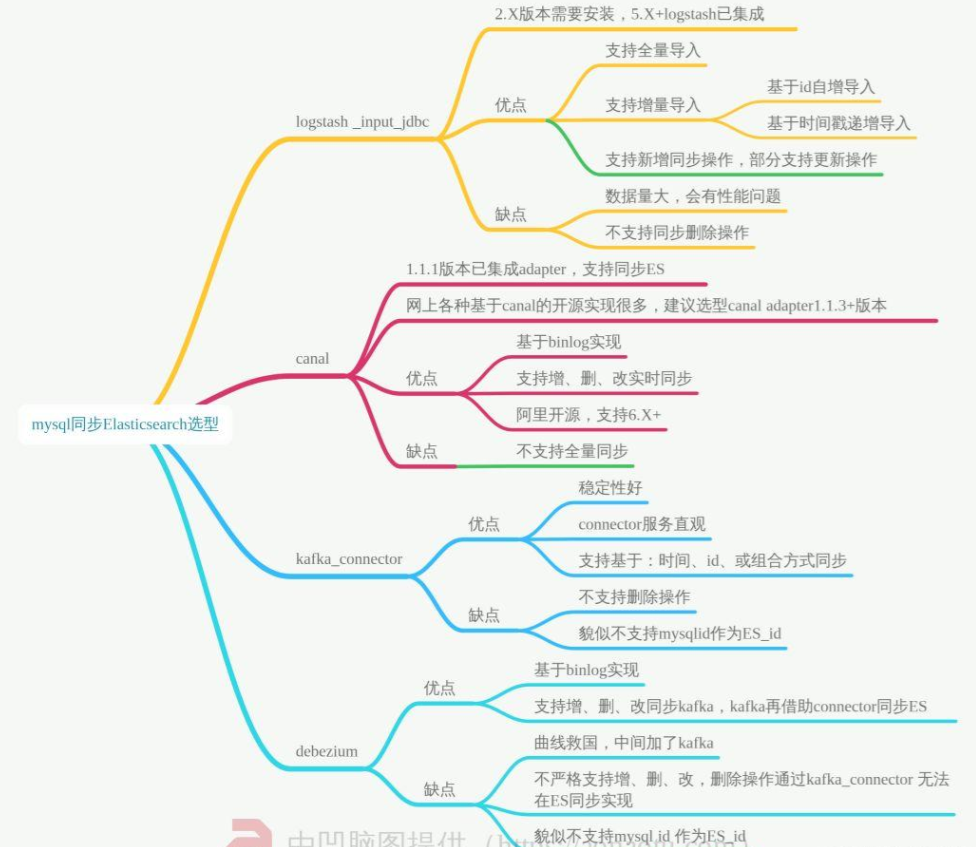 2.X版本需要安装，5.X+logstash已集成
支持全量导入
基于id自增导入
优点
支持增量导入
logstash _input_jdbc
基于时间戳递增导入
支持新增同步操作，部分支持更新操作
数据量大，会有性能问题
缺点
不支持同步删除操作
1.1.1版本已集成adapter，支持同步ES
网上各种基于canal的开源实现很多，建议选型canal adapter1.1.3+版本
基于binlog实现
canal
优点
支持增、删、改实时同步
阿里开源，支持6.X+
mysql同步Elasticsearch选型
缺点
不支持全量同步
稳定性好
优点
connector服务直观
kafka_connector
支持基于：时间、id、或组合方式同步
不支持删除操作
缺点
貌似不支持mysqlid作为ES_id
基于binlog实现
优点
支持增、删、改同步kafka，kafka再借助connector同步ES
曲线救国，中间加了kafka
debezium
不严格支持增、删、改，删除操作通过kafka_connector 无法
缺点
在ES同步实现
貌似不支持mysql id 作为ES_id
由凹脑图提供